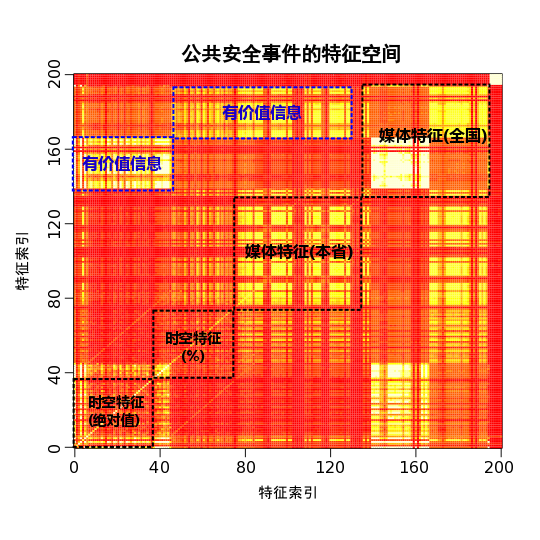 公共安全事件的特征空间
200
160
120
80
40
0
特征索引
有价值信息
有价值信息
媒体特征(全国)
媒体特征(本省)
时空特征
(%)
时空特征
(绝对值)
0
40
80
120
160
200
特征索引